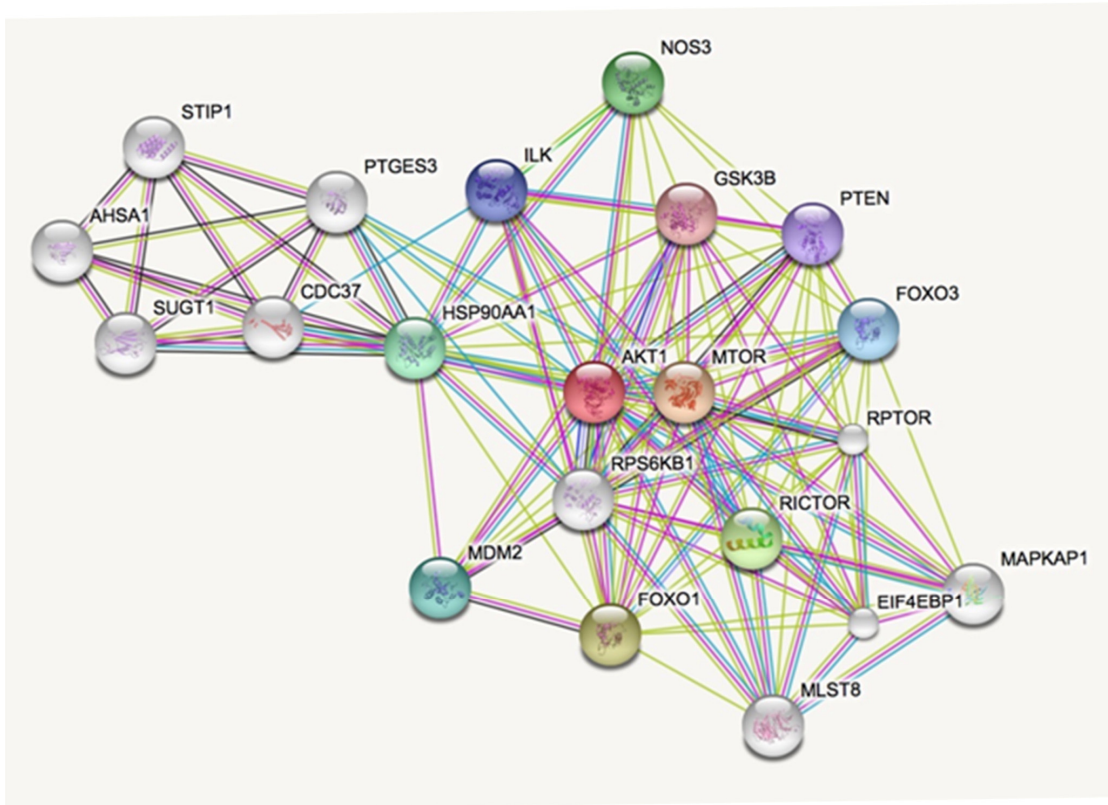 NOS3
STIP1
ILK
PTGES3
GSK3B
PTEN
AHSA1
CDC37
FOXO3
SUGT1
HSP90AA1
AKT1
MTOR
RPTOR
RPS6KB1
RICTOR
MDM2
MAPKAP1
FOXO1
EIF4EBP1
MLST8